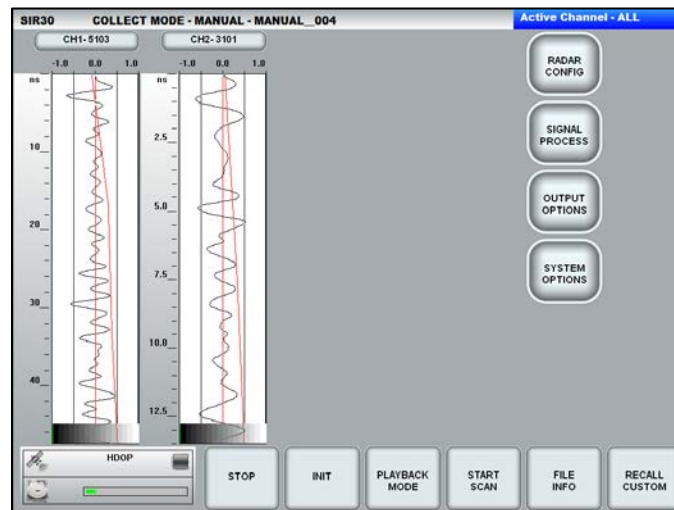 SIR30 COLLECT MODE - MANUAL - MANUAL__004 Active Channel - ALL
CH1- 5103 CH2- 3101
-1.0 0.0 1.0 -1.0 0.0 1.0
ns ns
RADAR
CONFIG
2.5
10
SIGNAL
PROCESS
5.0
20
OUTPUT
OPTIONS
7.5
SYSTEM
OPTIONS
30
10.0
40
12.5
HDOP
STOP
INIT
PLAYBACK
MODE
START
SCAN
FILE
INFO
RECALL
CUSTOM